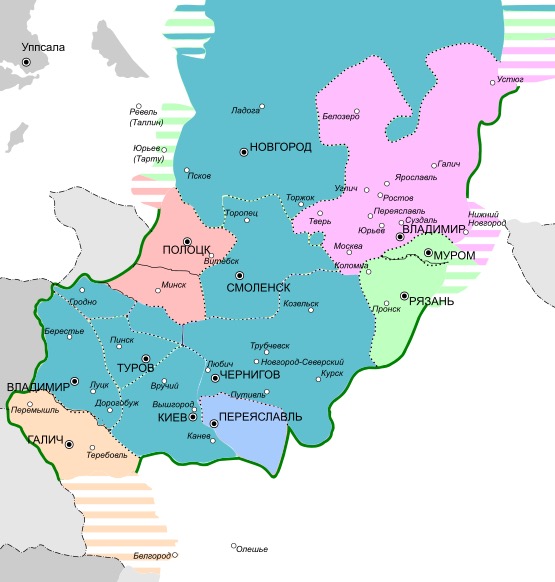 Уппсала
Устюг
Ревель
(Таллин)
Ладога
Белозеро
Юрьев
(Тарту)
НОВГОРОД
Псков
Галич
Ярославль
Углич
Ростов
Торжок
Торопец
Тверь
Переяславль
Суздаль
Нижний
Новгород
Юрьев
ВЛАДИМИР
ПОЛОЦК
Москва
МУРОМ
Витебск
Коломна
СМОЛЕНСК
Минск
Гродно
Козельск
РЯЗАНЬ
Пронск
Берестье
Пинск
Трубчевск
ТУРОВ
Любич
Новгород-Северский
ЧЕРНИГОВ
Курск
ВЛАДИМИР
Луцк
Вручий
Путивль
Перемышль
Дорогобуж
Вышгород
КИЕВ
ПЕРЕЯСЛАВЛЬ
Канев
ГАЛИЧ
Теребовль
Белгород
Олешье